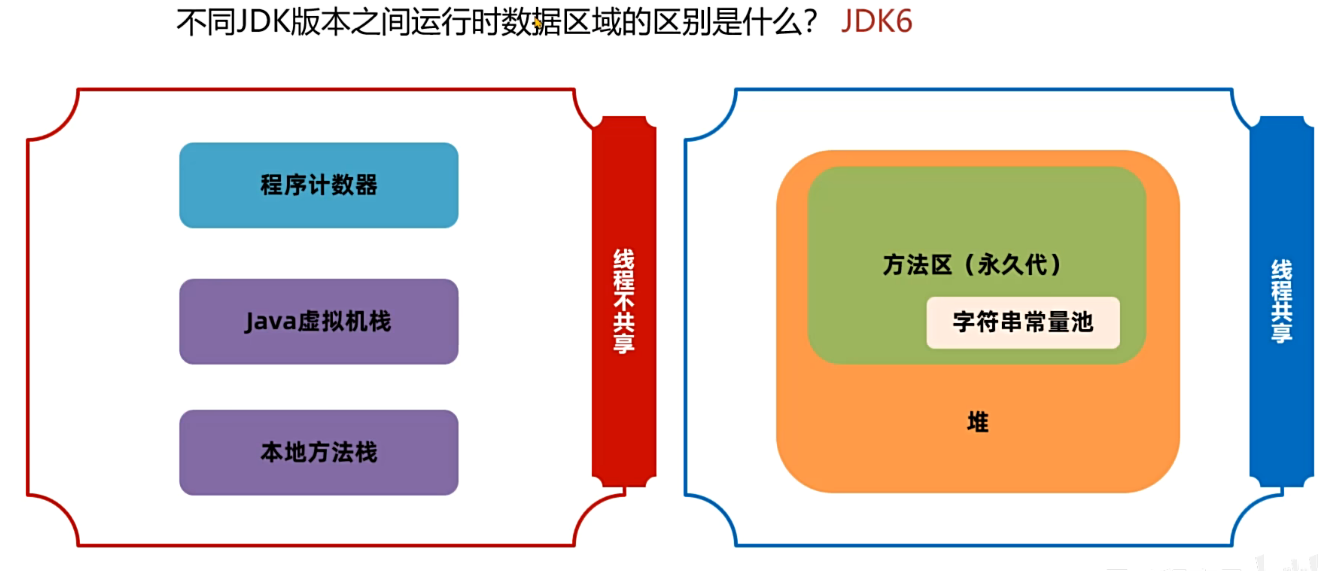 不同JDK版本之间运行时数据区域的区别是什么？ JDK6
程序计数器
Java虚拟机栈
本地方法栈
线程不共享
方法区（永久代）
字符串常量池
堆
线程共享